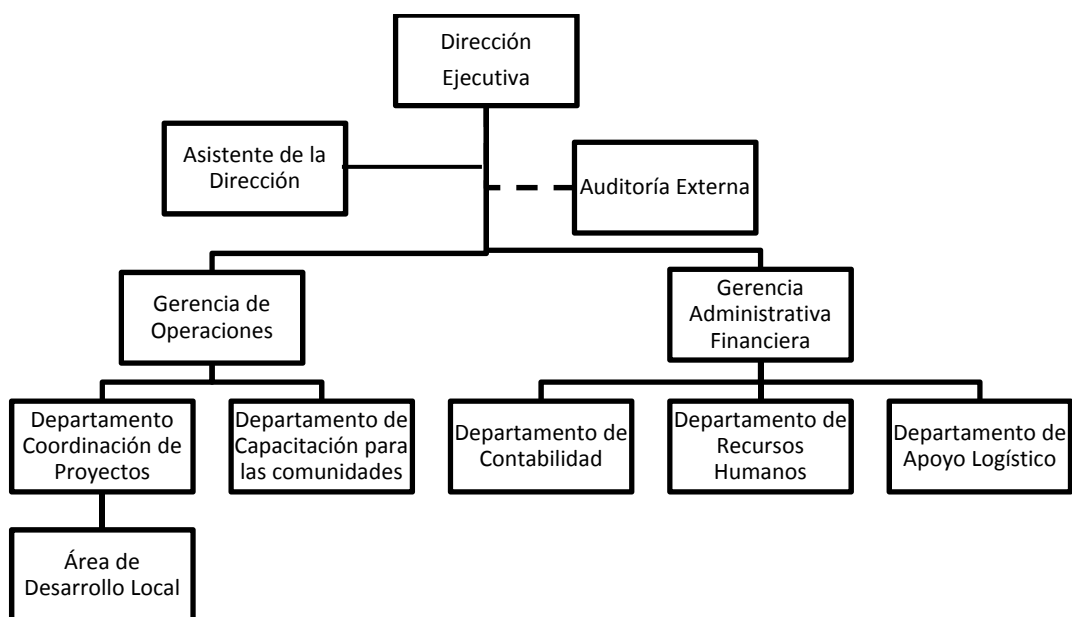 Dirección
Ejecutiva
Asistente de la
Dirección
Auditoría Externa
Gerencia de
Operaciones
Gerencia
Administrativa
Financiera
Departamento
Coordinación de
Proyectos
Departamento de
Capacitación para
las comunidades
Departamento de
Contabilidad
Departamento de
Recursos
Humanos
Departamento de
Apoyo Logístico
Área de
Desarrollo Local